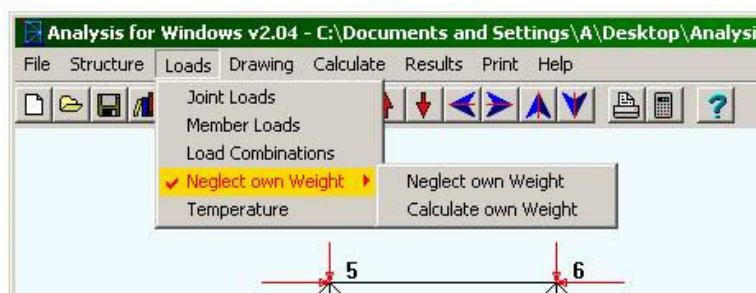 Analysis for Windows v2.04 - C:\Documents and Settings\A\Desktop\Analysi
File Structure Loads Drawing Calculate Results Print Help
Joint Loads
Member Loads
Load Combinations
Neglect own Weight Neglect own Weight
Temperature Calculate own Weight
5 6